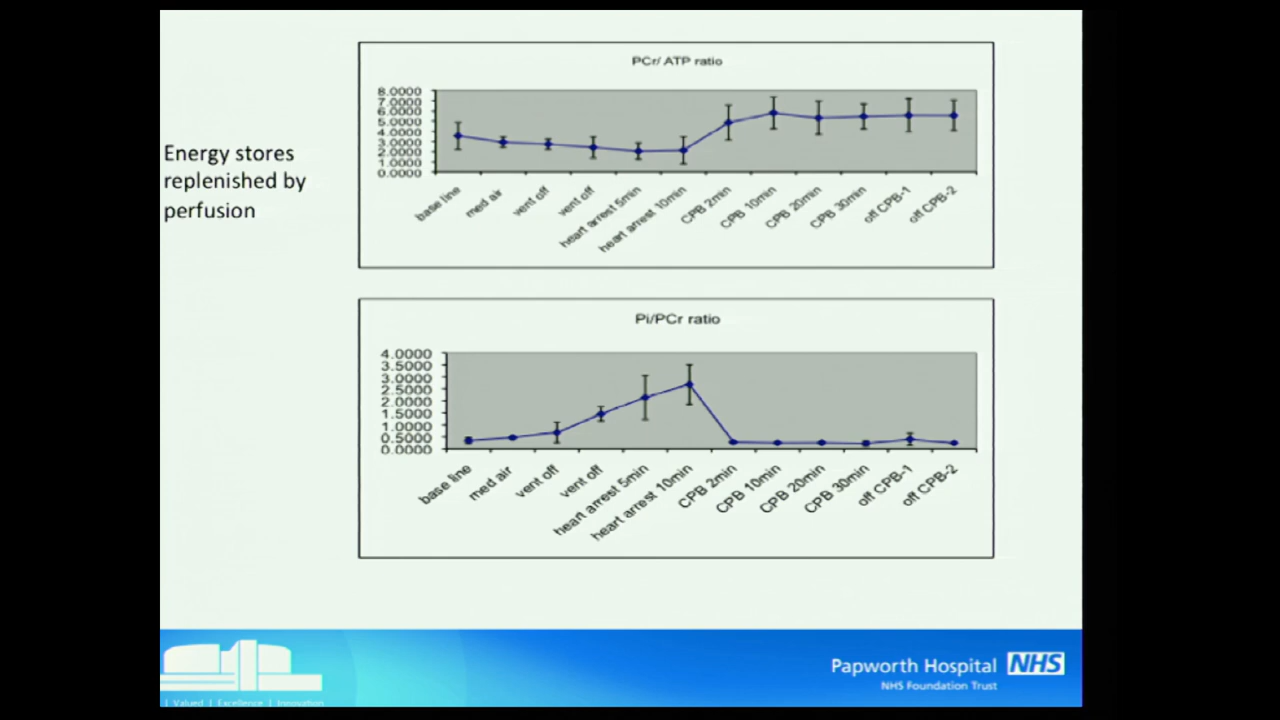 Energy stores
replenished by
perfusion
PCr/ ATP ratio
8.0000
7.0000
6.0000
5.0000
4.0000
3.0000
2.0000
1.0000
0.0000
base line
med air
vent off
vent off
heart arrest 5min
heart arrest 10min
CPB 2min
CPB 10min
CPB 20min
CPB 30min
off CPB-1
off CPB-2
Pi/PCr ratio
4.0000
3.5000
3.0000
2.5000
2.0000
1.5000
1.0000
0.5000
0.0000
base line
med air
vent off
vent off
heart arrest 5min
heart arrest 10min
CPB 2min
CPB 10min
CPB 20min
CPB 30min
off CPB-1
off CPB-2
Papworth Hospital NHS
NHS Foundation Trust
| Valued | Excellence | Innovation